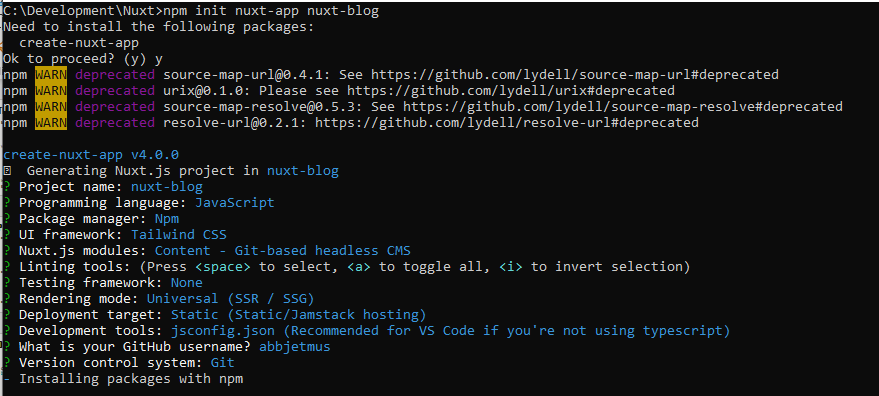 C:\Development\Nuxt>npm init nuxt-app nuxt-blog
Need to install the following packages:
  create-nuxt-app
Ok to proceed? (y) y
npm WARN deprecated source-map-url@0.4.1: See https://github.com/lydell/source-map-url#deprecated
npm WARN deprecated urix@0.1.0: Please see https://github.com/lydell/urix#deprecated
npm WARN deprecated source-map-resolve@0.5.3: See https://github.com/lydell/source-map-resolve#deprecated
npm WARN deprecated resolve-url@0.2.1: https://github.com/lydell/resolve-url#deprecated

create-nuxt-app v4.0.0
⍰  Generating Nuxt.js project in nuxt-blog
? Project name: nuxt-blog
? Programming language: JavaScript
? Package manager: Npm
? UI framework: Tailwind CSS
? Nuxt.js modules: Content - Git-based headless CMS
? Linting tools: (Press <space> to select, <a> to toggle all, <i> to invert selection)
? Testing framework: None
? Rendering mode: Universal (SSR / SSG)
? Deployment target: Static (Static/Jamstack hosting)
? Development tools: jsconfig.json (Recommended for VS Code if you're not using typescript)
? What is your GitHub username? abbjetmus
? Version control system: Git
- Installing packages with npm